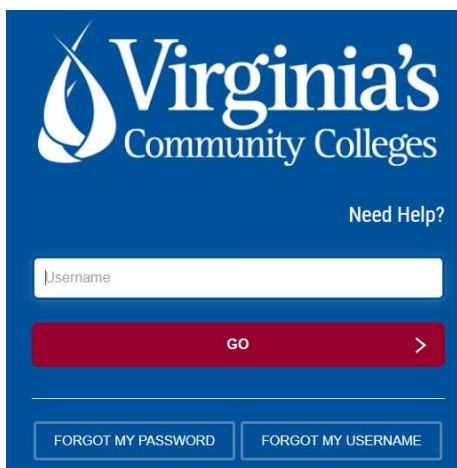 Virginia's
Community Colleges
Need Help?
Username
GO
FORGOT MY PASSWORD
FORGOT MY USERNAME